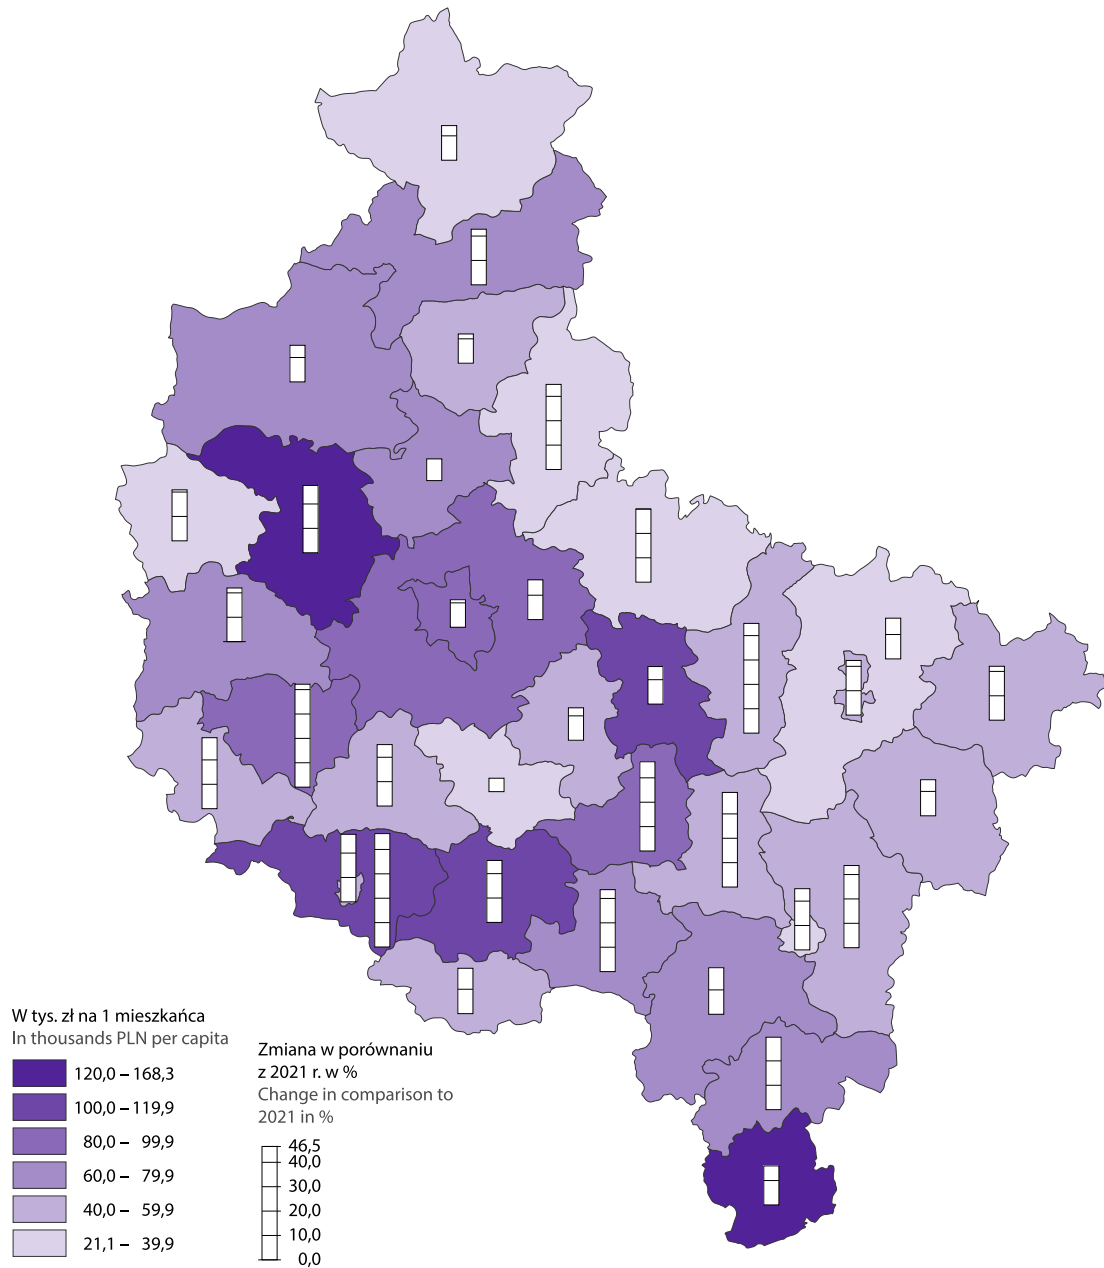 W tys. zł na 1 mieszkańca
In thousands PLN per capita
120,0 – 168,3
100,0 – 119,9
80,0 – 99,9
60,0 – 79,9
40,0 – 59,9
21,1 – 39,9
Zmiana w porównaniu
z 2021 r. w %
Change in comparison to
2021 in %
46,5
40,0
30,0
20,0
10,0
0,0